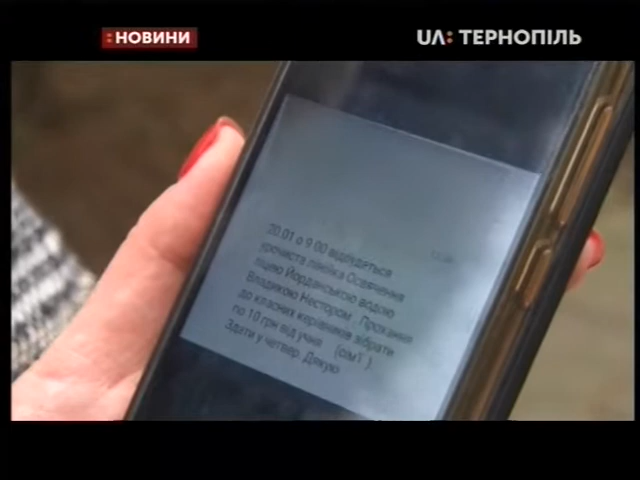 : НОВИНИ
UA: ТЕРНОПІЛЬ
20.01 о 9 00 відбудеться
урочиста лінійка Освячення
ліцею Йорданською водою
Владикою Нестором . Прохання
до класних керівників зібрати
по 10 грн від учня (сім'ї )
Здати у четвер. Дякую